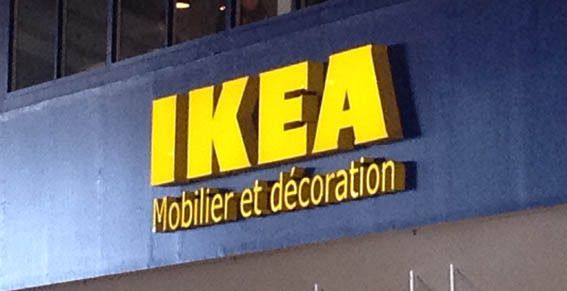 IKEA
Mobilier et décoration